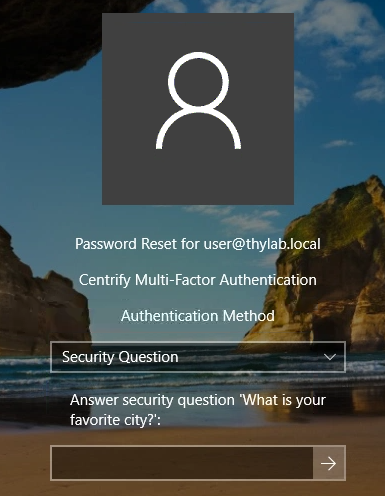 Password Reset for user@thylab.local
Centrify Multi-Factor Authentication
Authentication Method
Security Question
Answer security question 'What is your
favorite city?':